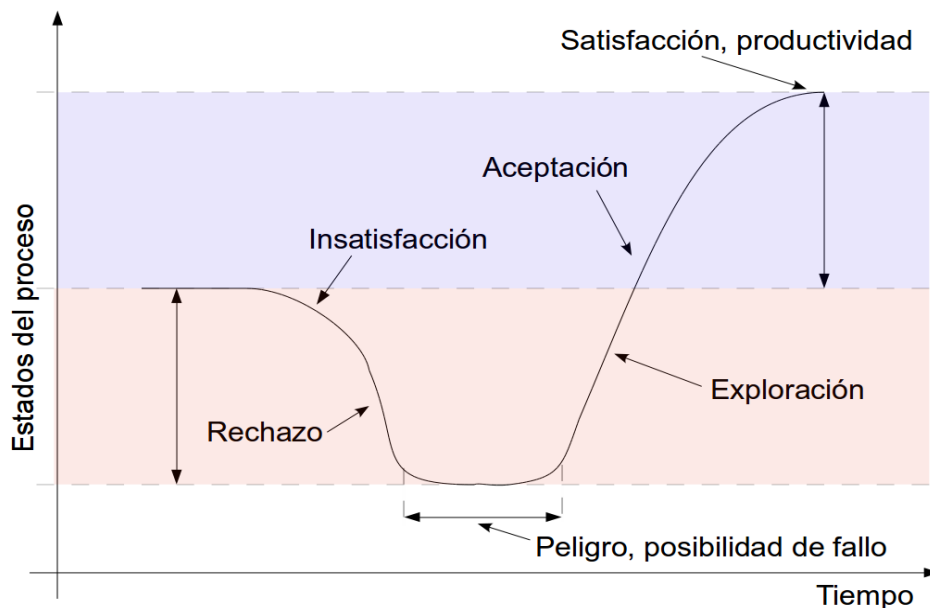 Satisfacción, productividad
Aceptación
Insatisfacción
Estados del proceso
Exploración
Rechazo
Peligro, posibilidad de fallo
Tiempo